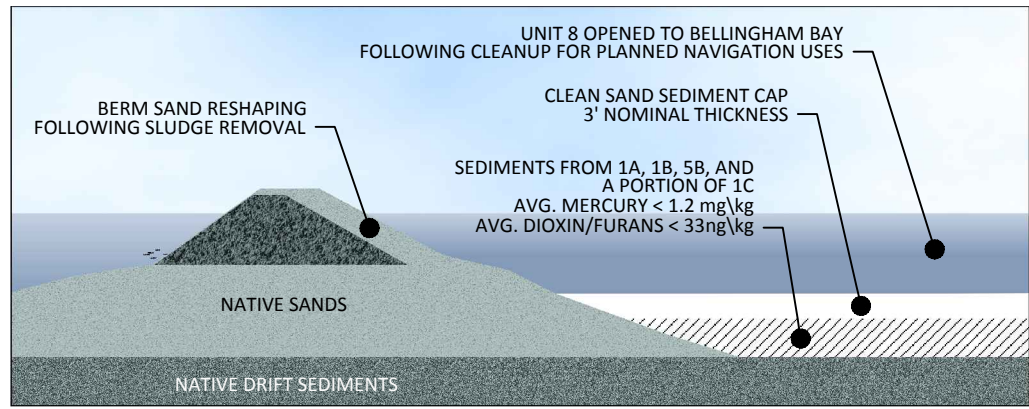 UNIT 8 OPENED TO BELLINGHAM BAY
FOLLOWING CLEANUP FOR PLANNED NAVIGATION USES
BERM SAND RESHAPING
FOLLOWING SLUDGE REMOVAL
CLEAN SAND SEDIMENT CAP
3' NOMINAL THICKNESS
SEDIMENTS FROM 1A, 1B, 5B, AND
A PORTION OF 1C
AVG. MERCURY < 1.2 mg\kg
AVG. DIOXIN/FURANS < 33ng\kg
NATIVE SANDS
NATIVE DRIFT SEDIMENTS